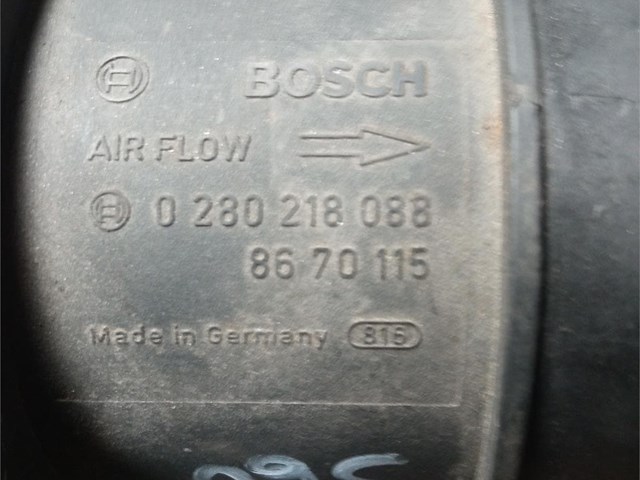 BOSCH
AIR FLOW
0 280 218 088
86 70 115
Made in Germany 816